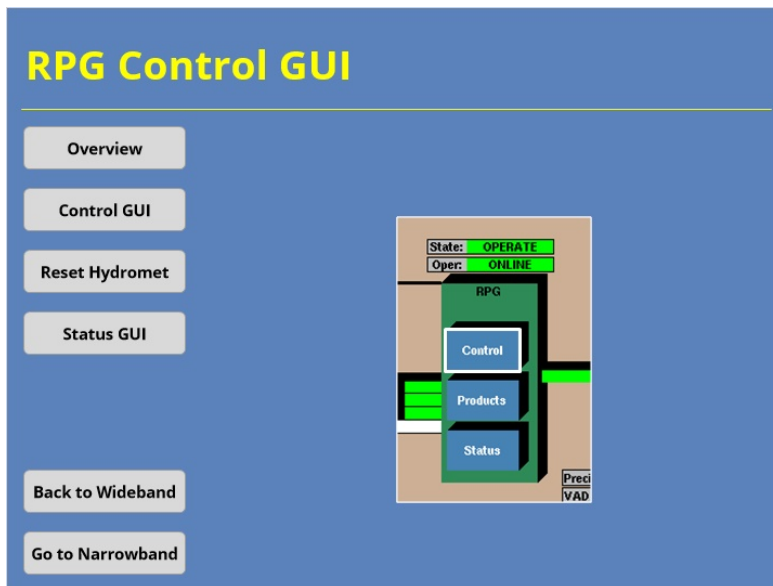 RPG Control GUI
Overview
Control GUI
Reset Hydromet
Status GUI
Back to Wideband
Go to Narrowband
State: OPERATE
Oper: ONLINE
RPG
Control
Products
Status
Preci
VAD